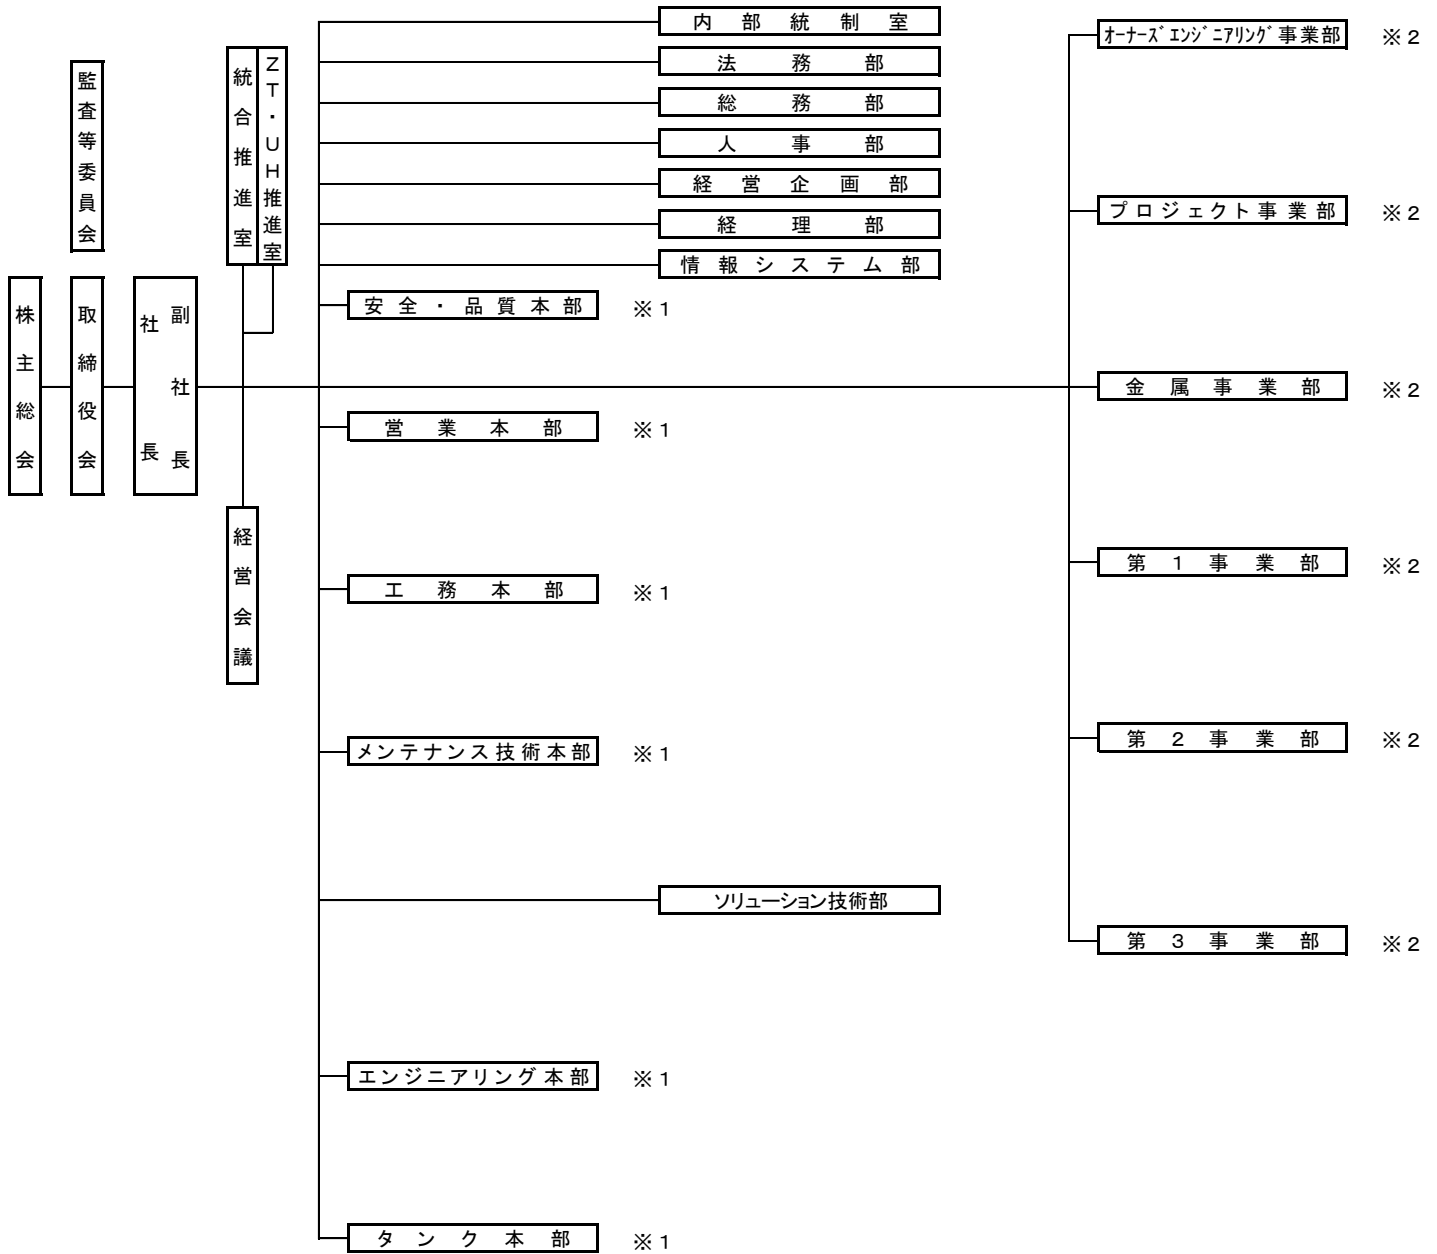 監査等委員会
株主総会
取締役会
社長
副社長
統合推進室
ZT・UH推進室
経営会議
内部統制室
法務部
総務部
人事部
経営企画部
経理部
情報システム部
安全・品質本部 ※1
営業本部 ※1
工務本部 ※1
メンテナンス技術本部 ※1
ソリューション技術部
エンジニアリング本部 ※1
タンク本部 ※1
オーナーズエンジニアリング事業部 ※2
プロジェクト事業部 ※2
金属事業部 ※2
第1事業部 ※2
第2事業部 ※2
第3事業部 ※2